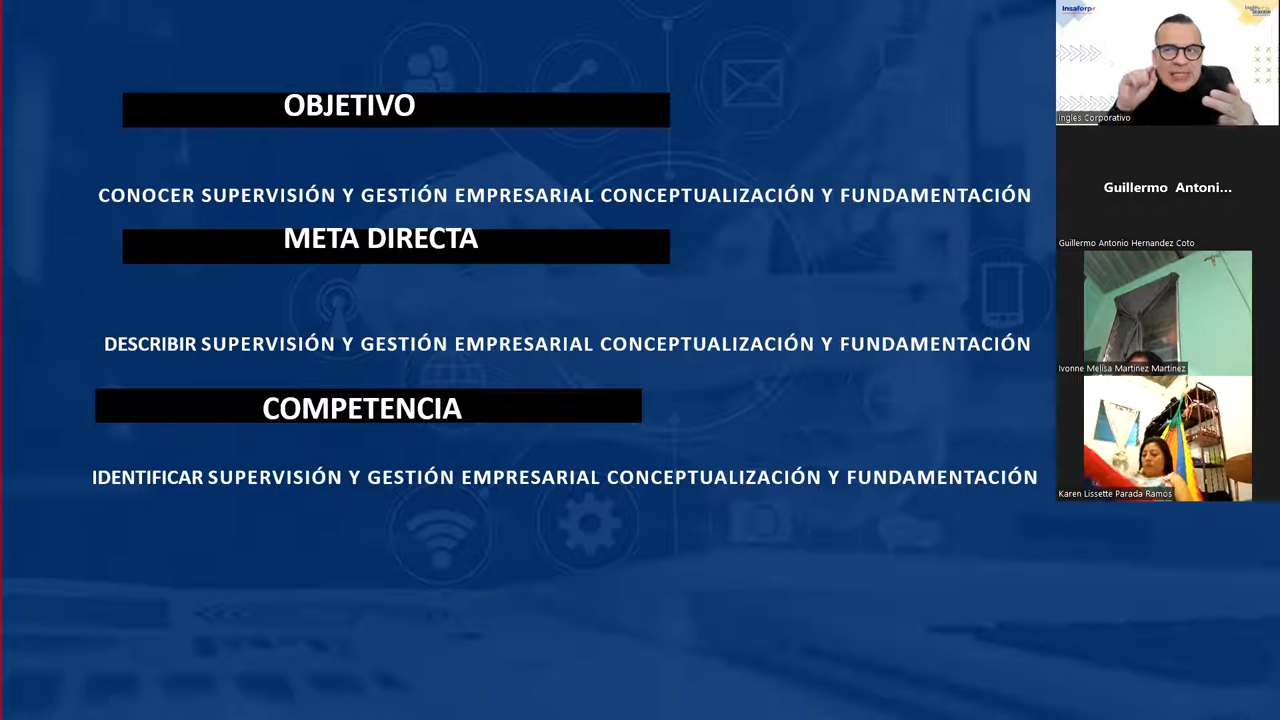 OBJETIVO
CONOCER SUPERVISIÓN Y GESTIÓN EMPRESARIAL CONCEPTUALIZACIÓN Y FUNDAMENTACIÓN
META DIRECTA
DESCRIBIR SUPERVISIÓN Y GESTIÓN EMPRESARIAL CONCEPTUALIZACIÓN Y FUNDAMENTACIÓN
COMPETENCIA
IDENTIFICAR SUPERVISIÓN Y GESTIÓN EMPRESARIAL CONCEPTUALIZACIÓN Y FUNDAMENTACIÓN
Insaforp
Ingles Corporativo
Guillermo Antoni...
Guillermo Antonio Hernandez Coto
Ivonne Melisa Martinez Martinez
Karen Lissette Parada Ramos